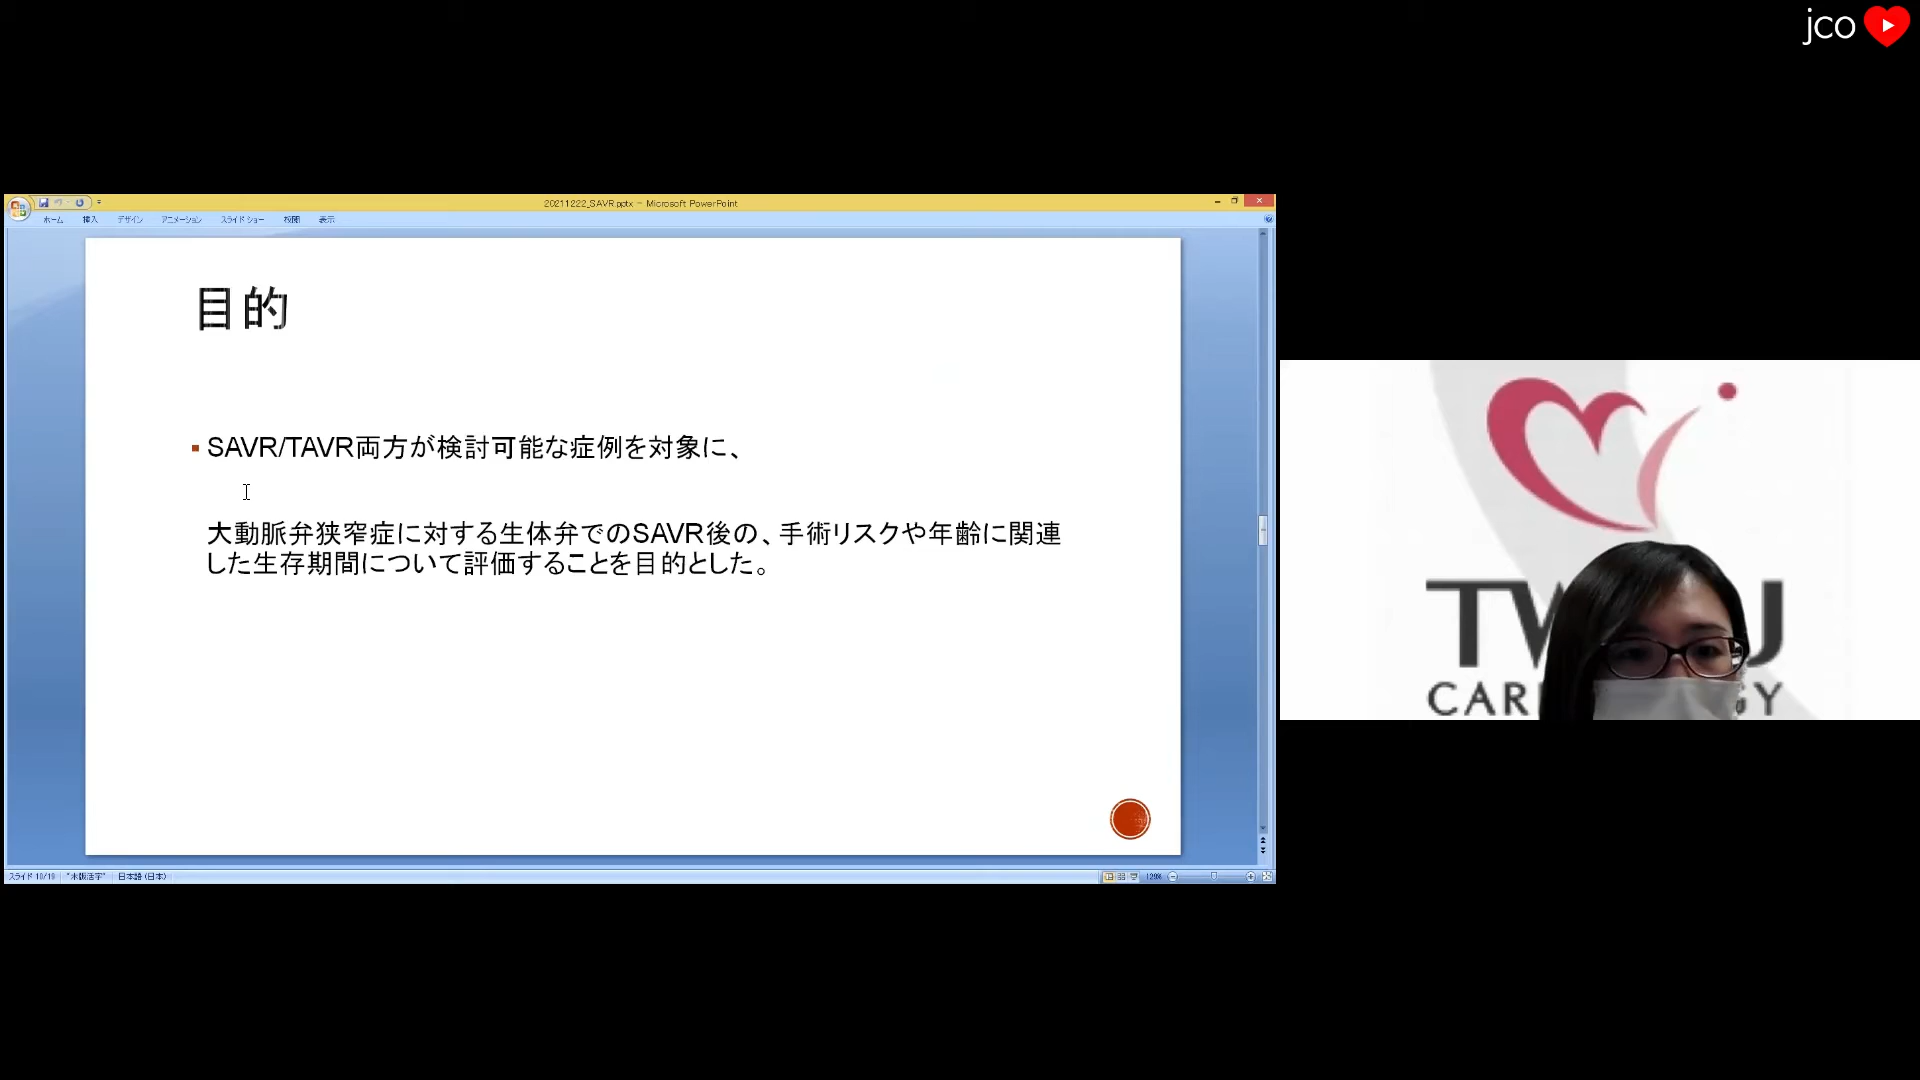 jco
20211222_SAVR.pptx - Microsoft PowerPoint
ホーム 挿入 デザイン アニメーション スライド ショー 校閲 表示
目的
SAVR/TAVR両方が検討可能な症例を対象に、
大動脈弁狭窄症に対する生体弁でのSAVR後の、手術リスクや年齢に関連
した生存期間について評価することを目的とした。
スライド 10/19 "木版活字" 日本語 (日本) 129%